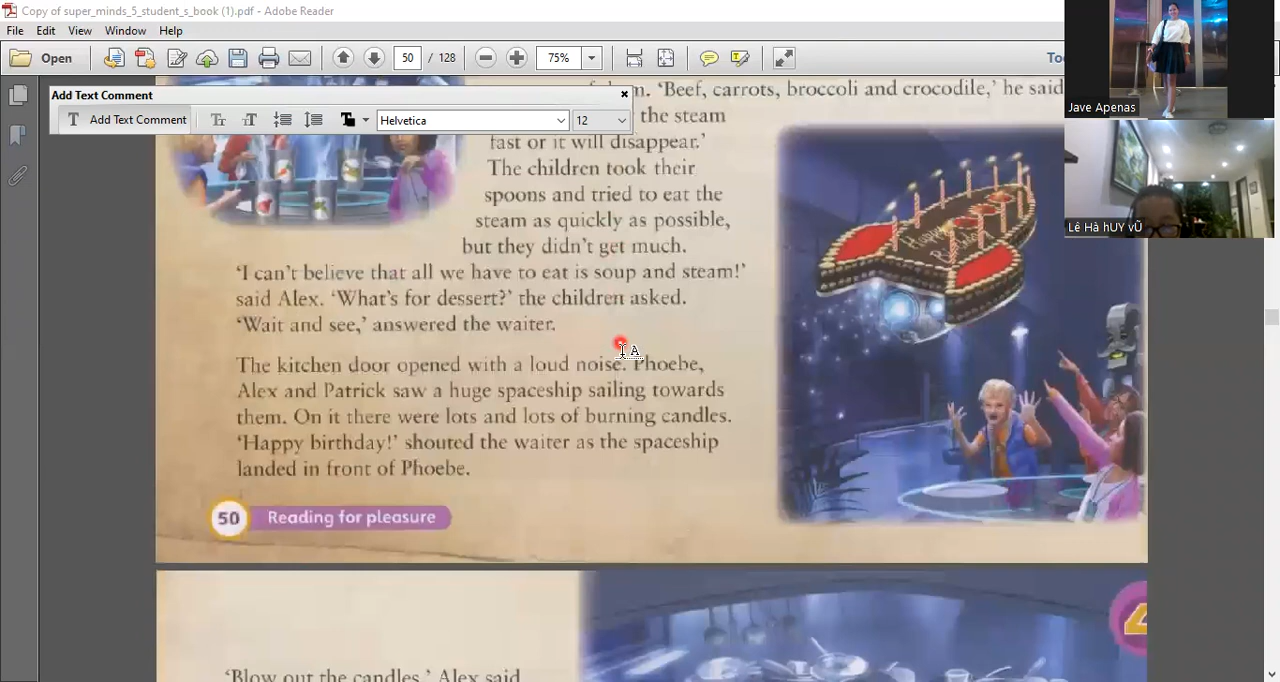 Copy of super_minds_5_student_s_book (1).pdf - Adobe Reader
File Edit View Window Help
Open 50 / 128 75%
Add Text Comment
Add Text Comment Helvetica 12
Jave Apenas
Lê Hà hUY vŨ
'Beef, carrots, broccoli and crocodile,' he said
the steam
fast or it will disappear.'
The children took their
spoons and tried to eat the
steam as quickly as possible,
but they didn't get much.
'I can't believe that all we have to eat is soup and steam!'
said Alex. 'What's for dessert?' the children asked.
'Wait and see,' answered the waiter.
The kitchen door opened with a loud noise. Phoebe,
Alex and Patrick saw a huge spaceship sailing towards
them. On it there were lots and lots of burning candles.
'Happy birthday!' shouted the waiter as the spaceship
landed in front of Phoebe.
Happy
Birthday
50 Reading for pleasure
'Blow out the candles,' Alex said